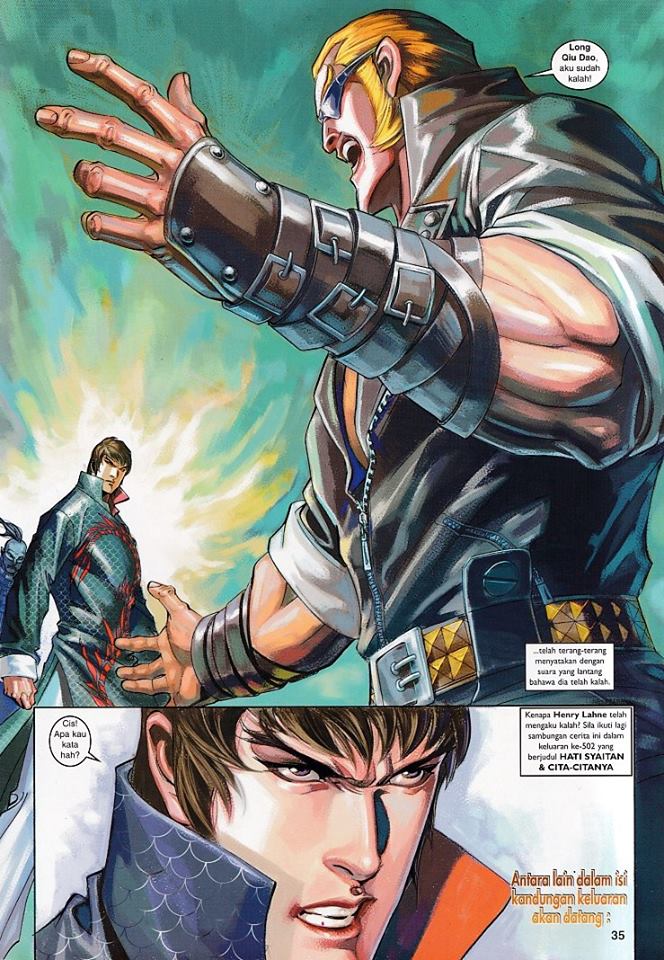 Long
Qiu Dao,
aku sudah
kalah!
...telah terang-terang
menyatakan dengan
suara yang lantang
bahawa dia telah kalah.
Cis!
Apa kau
kata
hah?
Kenapa Henry Lahne telah
mengaku kalah? Sila ikuti lagi
sambungan cerita ini dalam
keluaran ke-502 yang
berjudul HATI SYAITAN
& CITA-CITANYA
Antara lain dalam isi
kandungan keluaran
akan datang :
35